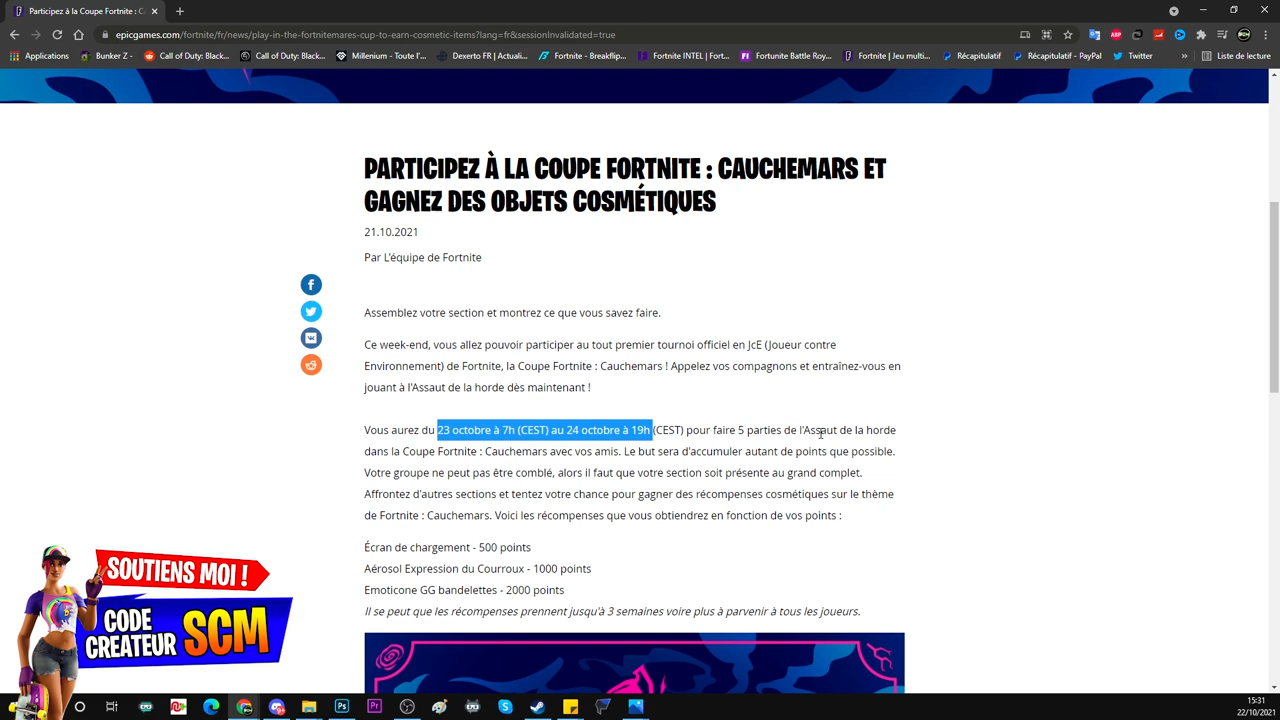 Participez à la Coupe Fortnite : C
epicgames.com/fortnite/fr/news/play-in-the-fortnitemares-cup-to-earn-cosmetic-items?lang=fr&sessionInvalidated=true
Applications
Bunker Z -
Call of Duty: Black...
Call of Duty: Black...
Millenium - Toute l'...
Dexerto FR | Actuali...
Fortnite - Breakflip...
Fortnite INTEL | Fort...
Fortunite Battle Roy...
Fortnite | Jeu multi...
Récapitulatif
Récapitulatif - PayPal
Twitter
»
Liste de lecture
PARTICIPEZ À LA COUPE FORTNITE : CAUCHEMARS ET
GAGNEZ DES OBJETS COSMÉTIQUES
21.10.2021
Par L'équipe de Fortnite
Assemblez votre section et montrez ce que vous savez faire.
Ce week-end, vous allez pouvoir participer au tout premier tournoi officiel en JcE (Joueur contre
Environnement) de Fortnite, la Coupe Fortnite : Cauchemars ! Appelez vos compagnons et entraînez-vous en
jouant à l'Assaut de la horde dès maintenant !
Vous aurez du 23 octobre à 7h (CEST) au 24 octobre à 19h (CEST) pour faire 5 parties de l'Assaut de la horde
dans la Coupe Fortnite : Cauchemars avec vos amis. Le but sera d'accumuler autant de points que possible.
Votre groupe ne peut pas être comblé, alors il faut que votre section soit présente au grand complet.
Affrontez d'autres sections et tentez votre chance pour gagner des récompenses cosmétiques sur le thème
de Fortnite : Cauchemars. Voici les récompenses que vous obtiendrez en fonction de vos points :
Écran de chargement - 500 points
Aérosol Expression du Courroux - 1000 points
Emoticone GG bandelettes - 2000 points
Il se peut que les récompenses prennent jusqu'à 3 semaines voire plus à parvenir à tous les joueurs.
SOUTIENS MOI !
CODE
CREATEUR SCM
15:31
22/10/2021